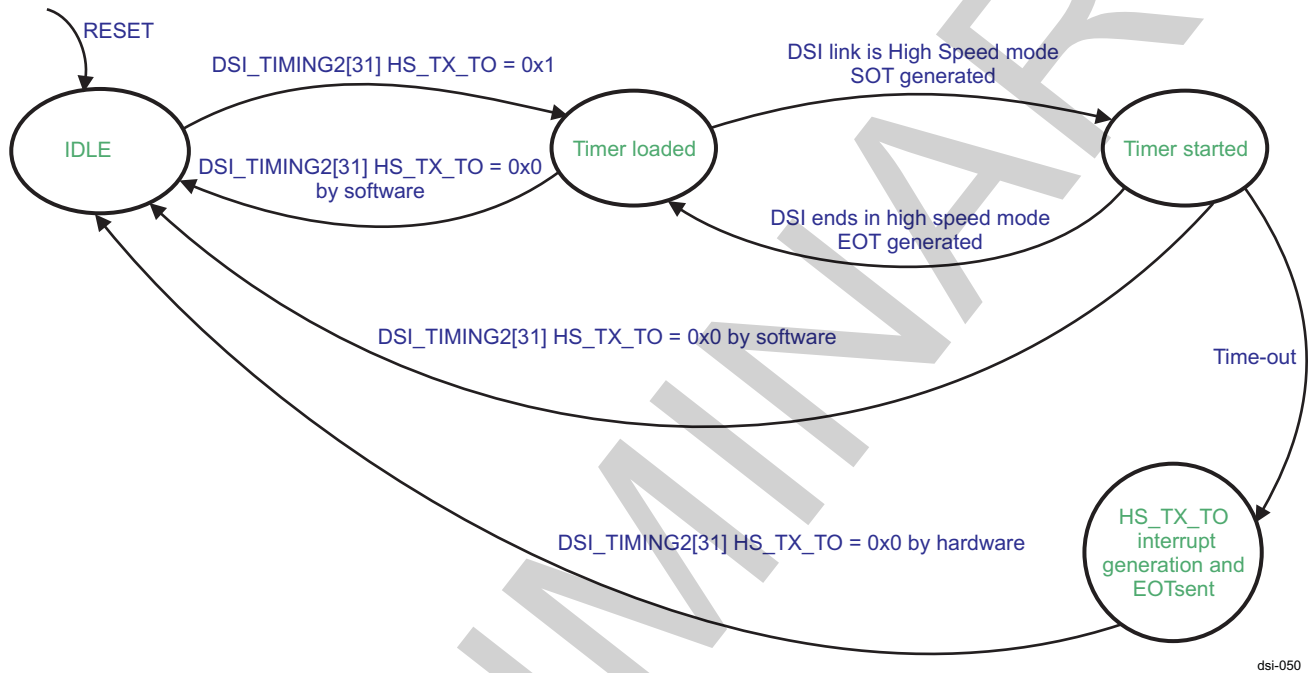 RESET
DSI_TIMING2[31] HS_TX_TO = 0x1
DSI link is High Speed mode
SOT generated
IDLE
Timer loaded
Timer started
DSI_TIMING2[31] HS_TX_TO = 0x0
by software
DSI ends in high speed mode
EOT generated
DSI_TIMING2[31] HS_TX_TO = 0x0 by software
Time-out
HS_TX_TO
interrupt
generation and
EOTsent
DSI_TIMING2[31] HS_TX_TO = 0x0 by hardware
dsi-050
MINAR